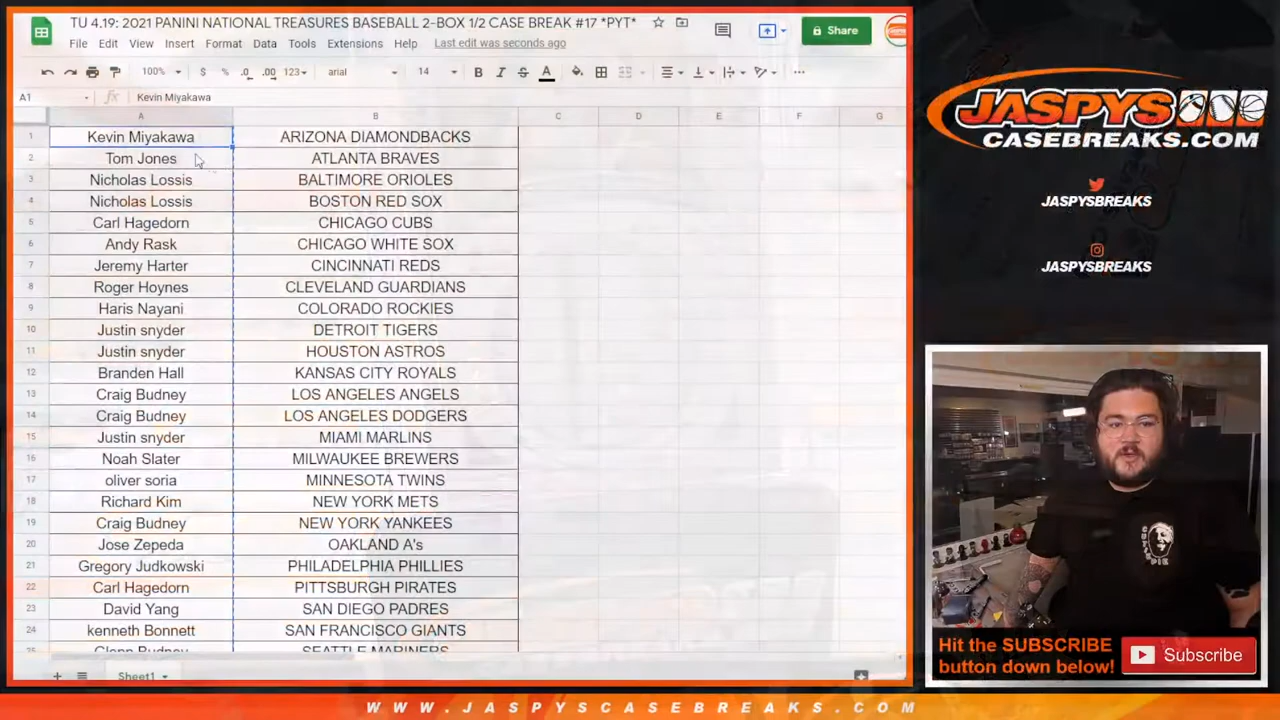 TU 4.19: 2021 PANINI NATIONAL TREASURES BASEBALL 2-BOX 1/2 CASE BREAK #17 *PYT*
Share
File Edit View Insert Format Data Tools Extensions Help Last edit was seconds ago
100% $ % .0 .00 123 arial 14 B I S A
A1 fx Kevin Miyakawa
A B C D E F G
1 Kevin Miyakawa ARIZONA DIAMONDBACKS
2 Tom Jones ATLANTA BRAVES
3 Nicholas Lossis BALTIMORE ORIOLES
4 Nicholas Lossis BOSTON RED SOX
5 Carl Hagedorn CHICAGO CUBS
6 Andy Rask CHICAGO WHITE SOX
7 Jeremy Harter CINCINNATI REDS
8 Roger Hoynes CLEVELAND GUARDIANS
9 Haris Nayani COLORADO ROCKIES
10 Justin snyder DETROIT TIGERS
11 Justin snyder HOUSTON ASTROS
12 Branden Hall KANSAS CITY ROYALS
13 Craig Budney LOS ANGELES ANGELS
14 Craig Budney LOS ANGELES DODGERS
15 Justin snyder MIAMI MARLINS
16 Noah Slater MILWAUKEE BREWERS
17 oliver soria MINNESOTA TWINS
18 Richard Kim NEW YORK METS
19 Craig Budney NEW YORK YANKEES
20 Jose Zepeda OAKLAND A's
21 Gregory Judkowski PHILADELPHIA PHILLIES
22 Carl Hagedorn PITTSBURGH PIRATES
23 David Yang SAN DIEGO PADRES
24 kenneth Bonnett SAN FRANCISCO GIANTS
25 Glenn Budney SEATTLE MARINERS
Sheet1
JASPYS
CASEBREAKS.COM
JASPYSBREAKS
JASPYSBREAKS
Hit the SUBSCRIBE
button down below!
Subscribe
WWW.JASPYSCASEBREAKS.COM